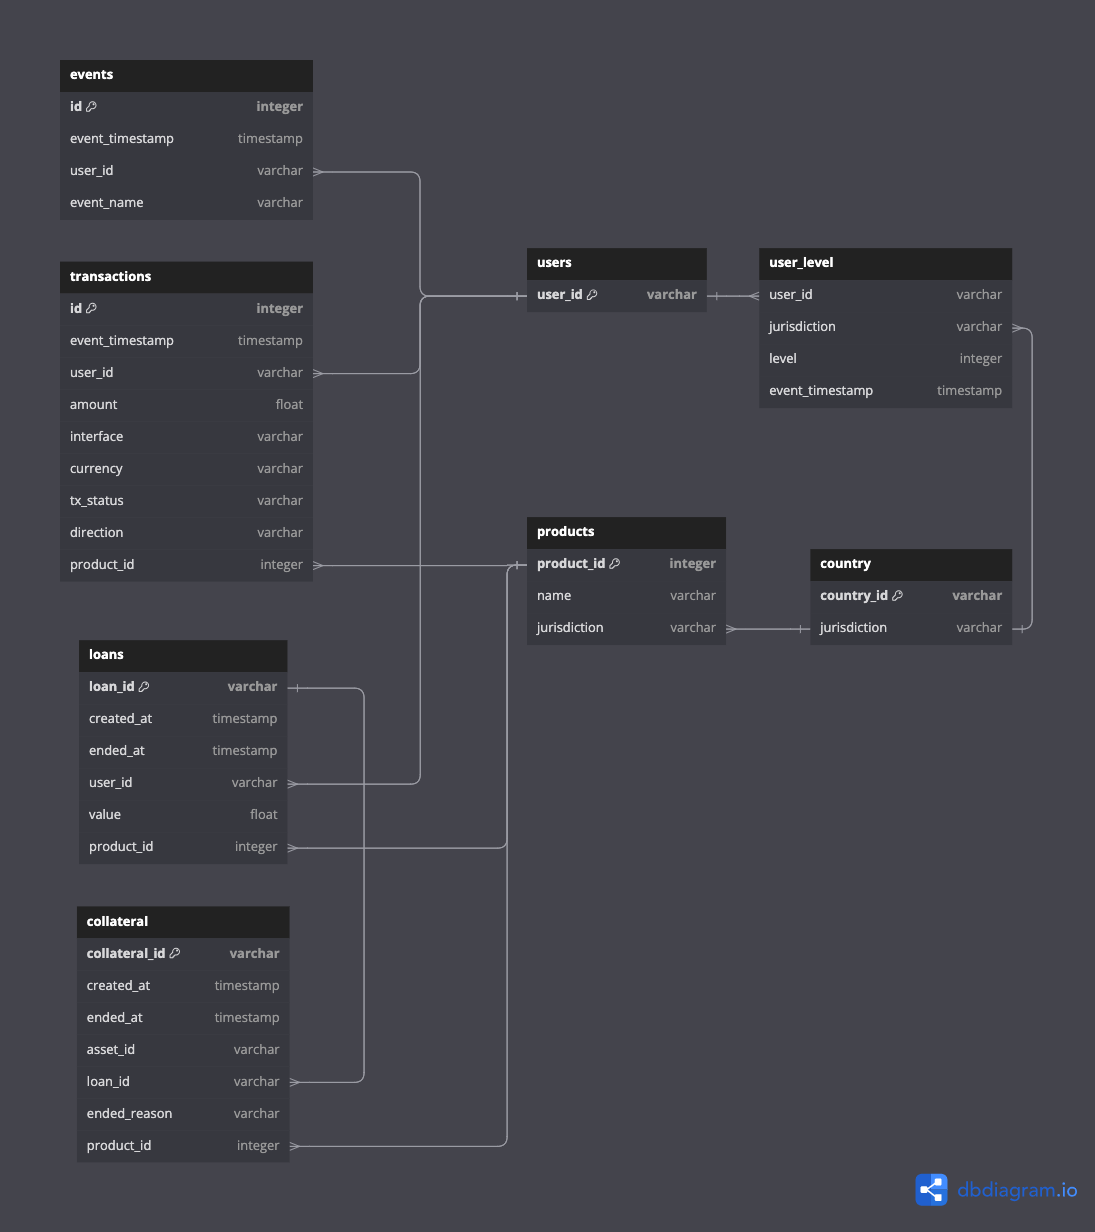 events
id integer
event_timestamp timestamp
user_id varchar
event_name varchar
transactions
id integer
event_timestamp timestamp
user_id varchar
amount float
interface varchar
currency varchar
tx_status varchar
direction varchar
product_id integer
loans
loan_id varchar
created_at timestamp
ended_at timestamp
user_id varchar
value float
product_id integer
collateral
collateral_id varchar
created_at timestamp
ended_at timestamp
asset_id varchar
loan_id varchar
ended_reason varchar
product_id integer
users
user_id varchar
user_level
user_id varchar
jurisdiction varchar
level integer
event_timestamp timestamp
products
product_id integer
name varchar
jurisdiction varchar
country
country_id varchar
jurisdiction varchar
dbdiagram.io